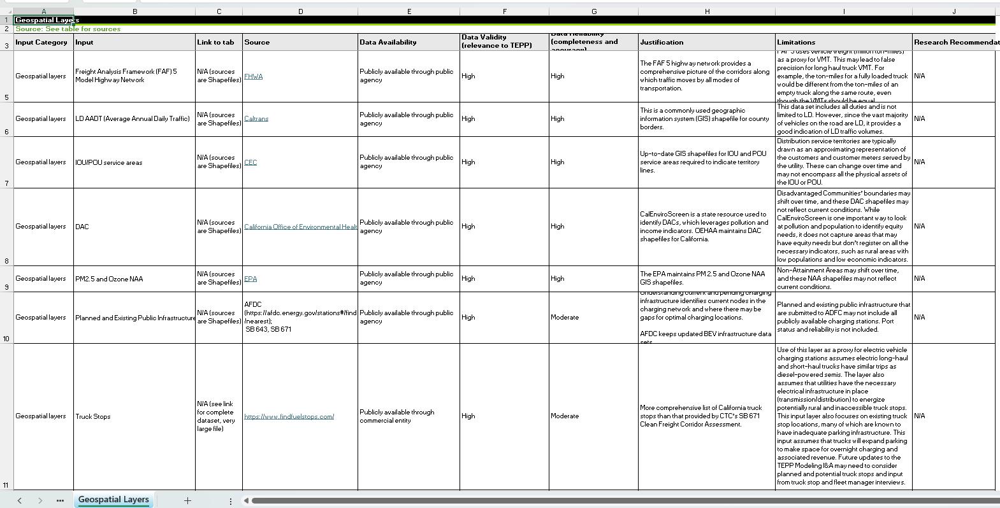 A B C D E F G H I J
1 Geospatial Layers
2 Source: See table for sources
3 Input Category
Input
Link to tab
Source
Data Availability
Data Validity
(relevance to TEPP)
Data Reliability
(completeness and
accuracy)
Justification
Limitations
Research Recommendat
5
Geospatial layers
Freight Analysis Framework (FAF) 5
Model Highway Network
N/A (sources
are Shapefiles)
FHWA
Publicly available through public
agency
High
High
The FAF 5 highway network provides a
comprehensive picture of the corridors along
which traffic moves by all modes of
transportation.
FAF 5 uses vehicle weight (million ton-miles)
as a proxy for VMT. This may lead to false
precision for long haul truck VMT. For
example, the ton-miles for a fully loaded truck
would be different from the ton-miles of an
empty truck along the same route, even
though the VMTs should be equal.
N/A
6
Geospatial layers
LD AADT (Average Annual Daily Traffic)
N/A (sources
are Shapefiles)
Caltrans
Publicly available through public
agency
High
High
This is a commonly used geographic
information system (GIS) shapefile for county
borders.
This data set includes all duties and is not
limited to LD. However, since the vast majority
of vehicles on the road are LD, it provides a
good indication of LD traffic volumes.
N/A
7
Geospatial layers
IOU/POU service areas
N/A (sources
are Shapefiles)
CEC
Publicly available through public
agency
High
High
Up-to-date GIS shapefiles for IOU and POU
service areas required to indicate territory
lines.
Distribution service territories are typically
drawn as an approximating representation of
the customers and customer meters served by
the utility. These can change over time and
may not encompass all the physical assets of
the IOU or POU.
N/A
8
Geospatial layers
DAC
N/A (sources
are Shapefiles)
California Office of Environmental Healt
Publicly available through public
agency
High
High
CalEnviroScreen is a state resource used to
identify DACs, which leverages pollution and
income indicators. OEHAA maintains DAC
shapefiles for California.
Disadvantaged Communities' boundaries may
shift over time, and these DAC shapefiles may
not reflect current conditions. While
CalEnviroScreen is one important way to look
at pollution and population to identify equity
needs, it does not capture areas that may
have equity needs but don't register on all the
necessary indicators, such as rural areas with
low populations and low economic indicators.
N/A
9
Geospatial layers
PM2.5 and Ozone NAA
N/A (sources
are Shapefiles)
EPA
Publicly available through public
agency
High
High
The EPA maintains PM 2.5 and Ozone NAA
GIS shapefiles.
Non-Attainment Areas may shift over time,
and these NAA shapefiles may not reflect
current conditions.
N/A
10
Geospatial layers
Planned and Existing Public Infrastructure
N/A (sources
are Shapefiles)
AFDC
(https://afdc.energy.gov/stations#/find
/nearest);
SB 643, SB 671
Publicly available through public
agency
High
Moderate
Understanding current and pending charging
infrastructure identifies current nodes in the
charging network and where there may be
gaps for optimal charging locations.
AFDC keeps updated BEV infrastructure data
sets.
Planned and existing public infrastructure that
are submitted to ADFC may not include all
publicly available charging stations. Port
status and reliability is not included.
N/A
11
Geospatial layers
Truck Stops
N/A (see link
for complete
dataset, very
large file)
https://www.findfuelstops.com/
Publicly available through
commercial entity
High
Moderate
More comprehensive list of California truck
stops than that provided by CTC's SB 671
Clean Freight Corridor Assessment.
Use of this layer as a proxy for electric vehicle
charging stations assumes electric long-haul
and short-haul trucks have similar trips as
diesel-powered semis. The layer also
assumes that utilities have the necessary
electrical infrastructure in place
(transmission/distribution) to energize
potentially rural and inaccessible truck stops.
This input layer also focuses on existing truck
stop locations, many of which are known to
have inadequate parking infrastructure. This
input assumes that trucks will expand parking
to make space for overnight charging and
associated revenue. Future updates to the
TEPP Modeling I&A may need to consider
planned and potential truck stops and input
from truck stop and fleet manager interviews.
N/A
Geospatial Layers